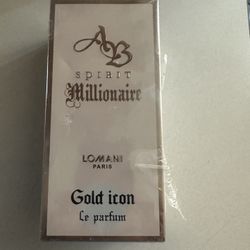 AB
SPIRIT
Millionaire
LOMANI
PARIS
Gold icon
Le parfum